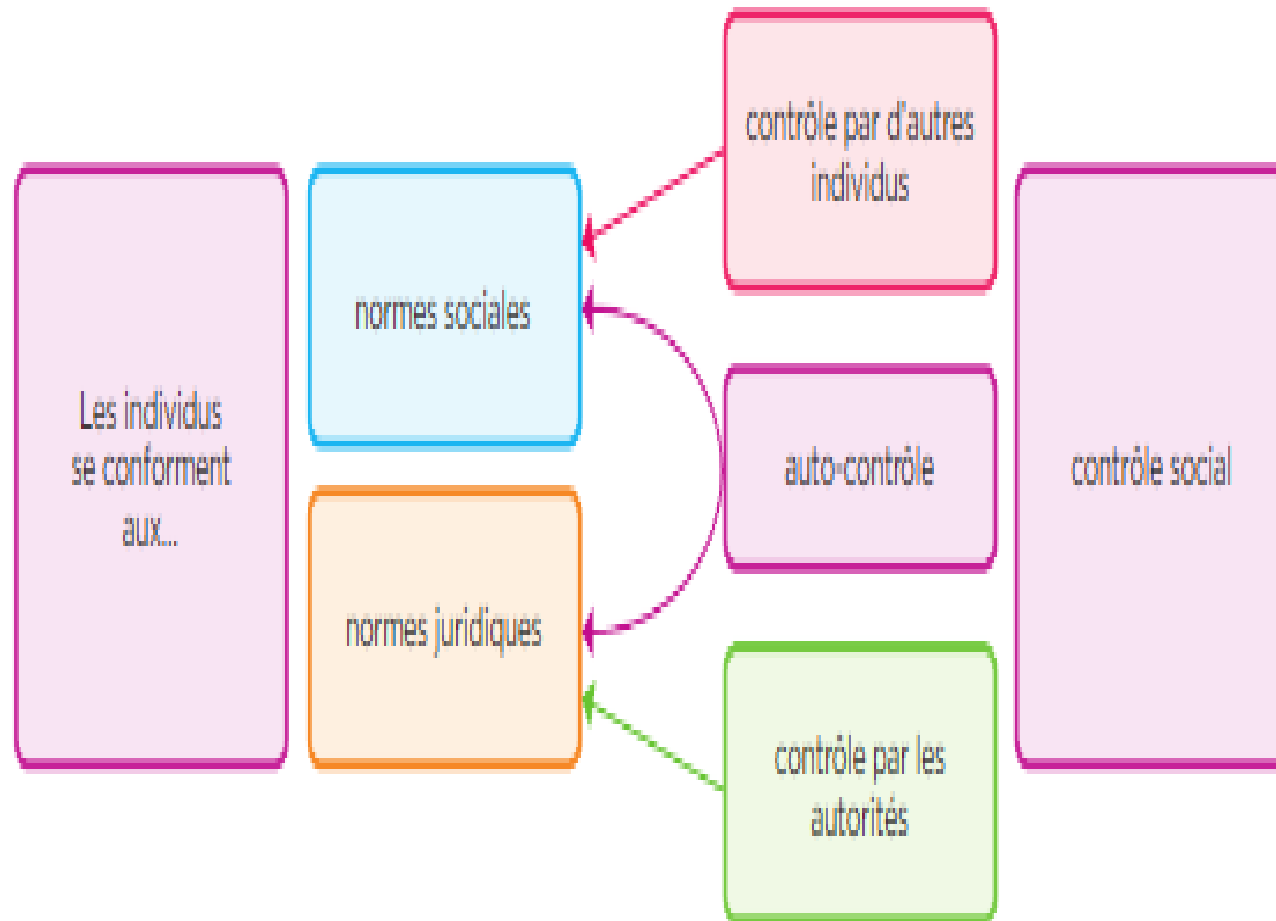 Les individus
se conforment
aux...
normes sociales
normes juridiques
contrôle par d'autres
individus
auto-contrôle
contrôle par les
autorités
contrôle social